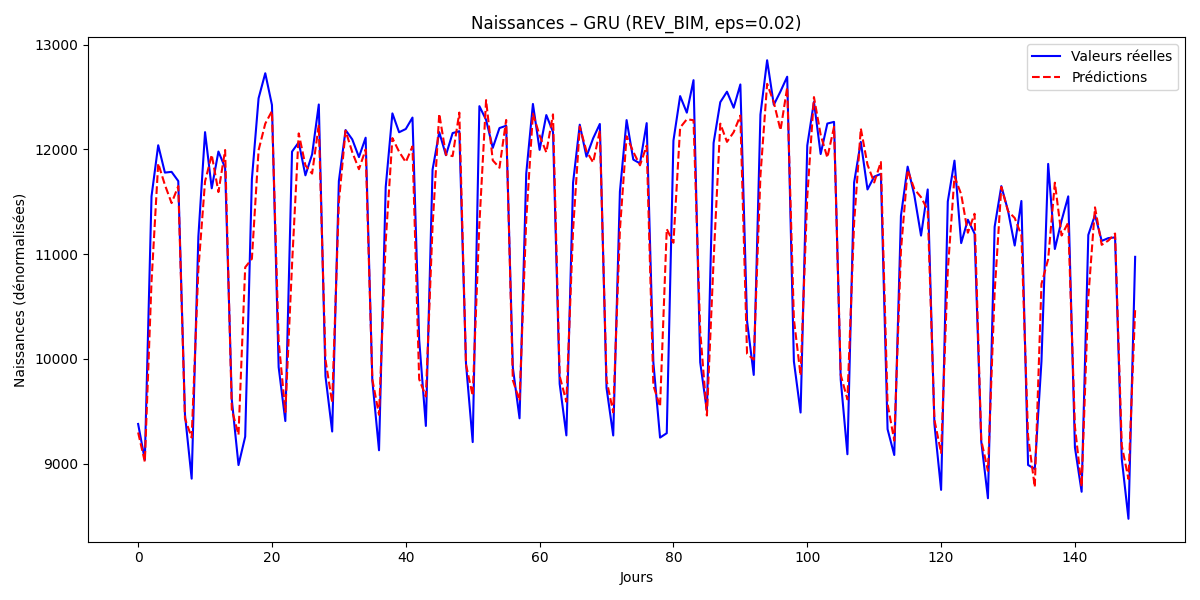 Naissances – GRU (REV_BIM, eps=0.02)
Valeurs réelles
Prédictions
Naissances (dénormalisées)
13000
12000
11000
10000
9000
0 20 40 60 80 100 120 140
Jours